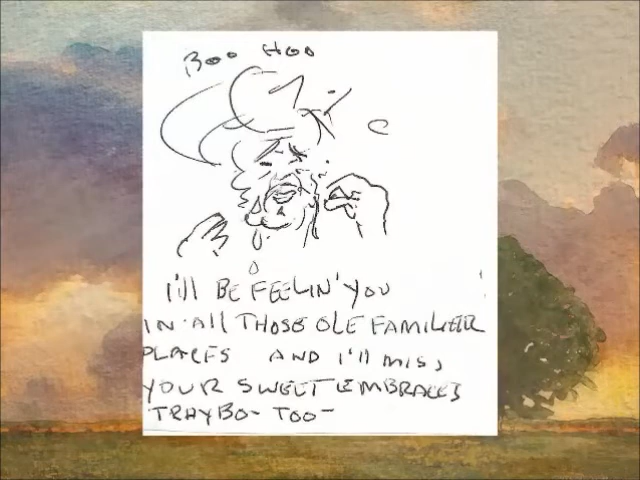 BOO HOO
I'll BE FEELIN' YOU
IN All THOSE OLE FAMILIER
PLACES AND I'll MISS
YOUR SWEET EMBRACES
TRAYBO- TOO-